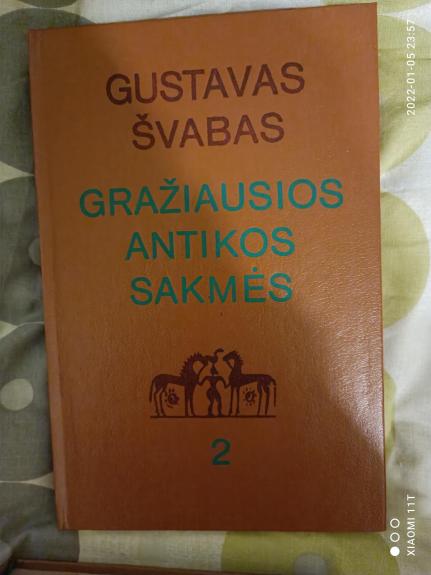 GUSTAVAS
ŠVABAS
GRAŽIAUSIOS
ANTIKOS
SAKMĖS
2
2022-01-05 23:57
XIAOMI 11T